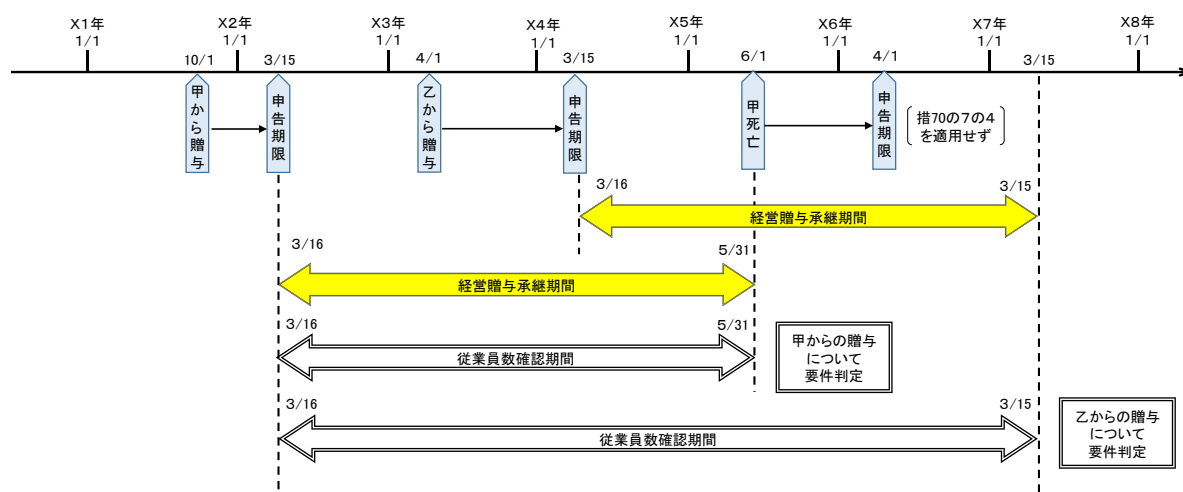 X1年
1/1
X2年
1/1
X3年
1/1
X4年
1/1
X5年
1/1
X6年
1/1
X7年
1/1
X8年
1/1
10/1
3/15
4/1
3/15
6/1
4/1
3/15
甲から贈与
申告期限
乙から贈与
申告期限
甲死亡
申告期限
措70の7の4
を適用せず
3/16
3/15
経営贈与承継期間
3/16
5/31
経営贈与承継期間
3/16
5/31
従業員数確認期間
甲からの贈与
について
要件判定
3/16
3/15
従業員数確認期間
乙からの贈与
について
要件判定